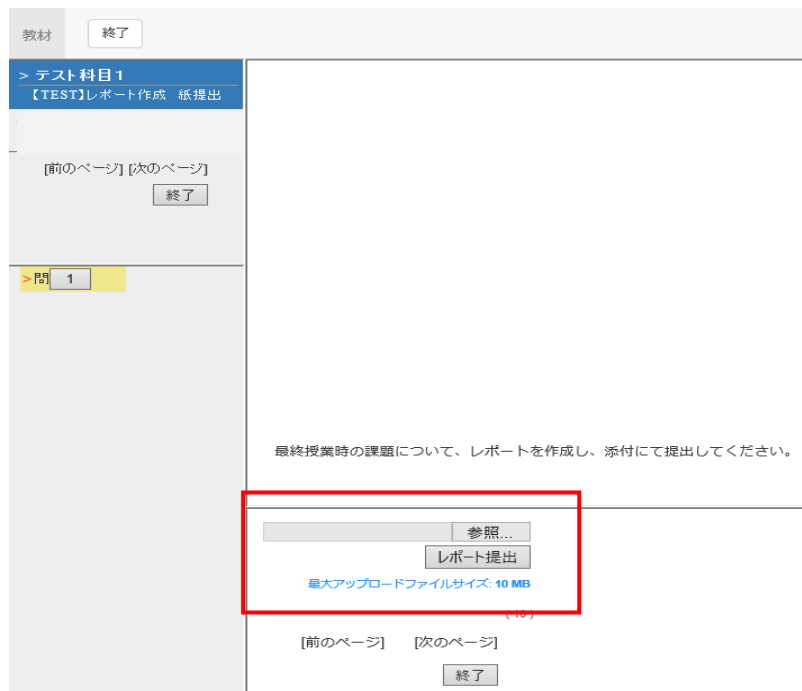 教材 終了
> テスト科目1
【TEST】レポート作成 紙提出
[前のページ] [次のページ]
終了
>問 1
最終授業時の課題について、レポートを作成し、添付にて提出してください。
参照...
レポート提出
最大アップロードファイルサイズ: 10 MB
[前のページ] [次のページ]
終了